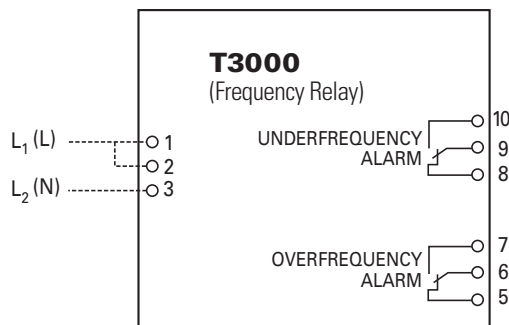 T3000
(Frequency Relay)
L1 (L)
1
2
L2 (N)
3
UNDERFREQUENCY
ALARM
10
9
8
OVERFREQUENCY
ALARM
7
6
5